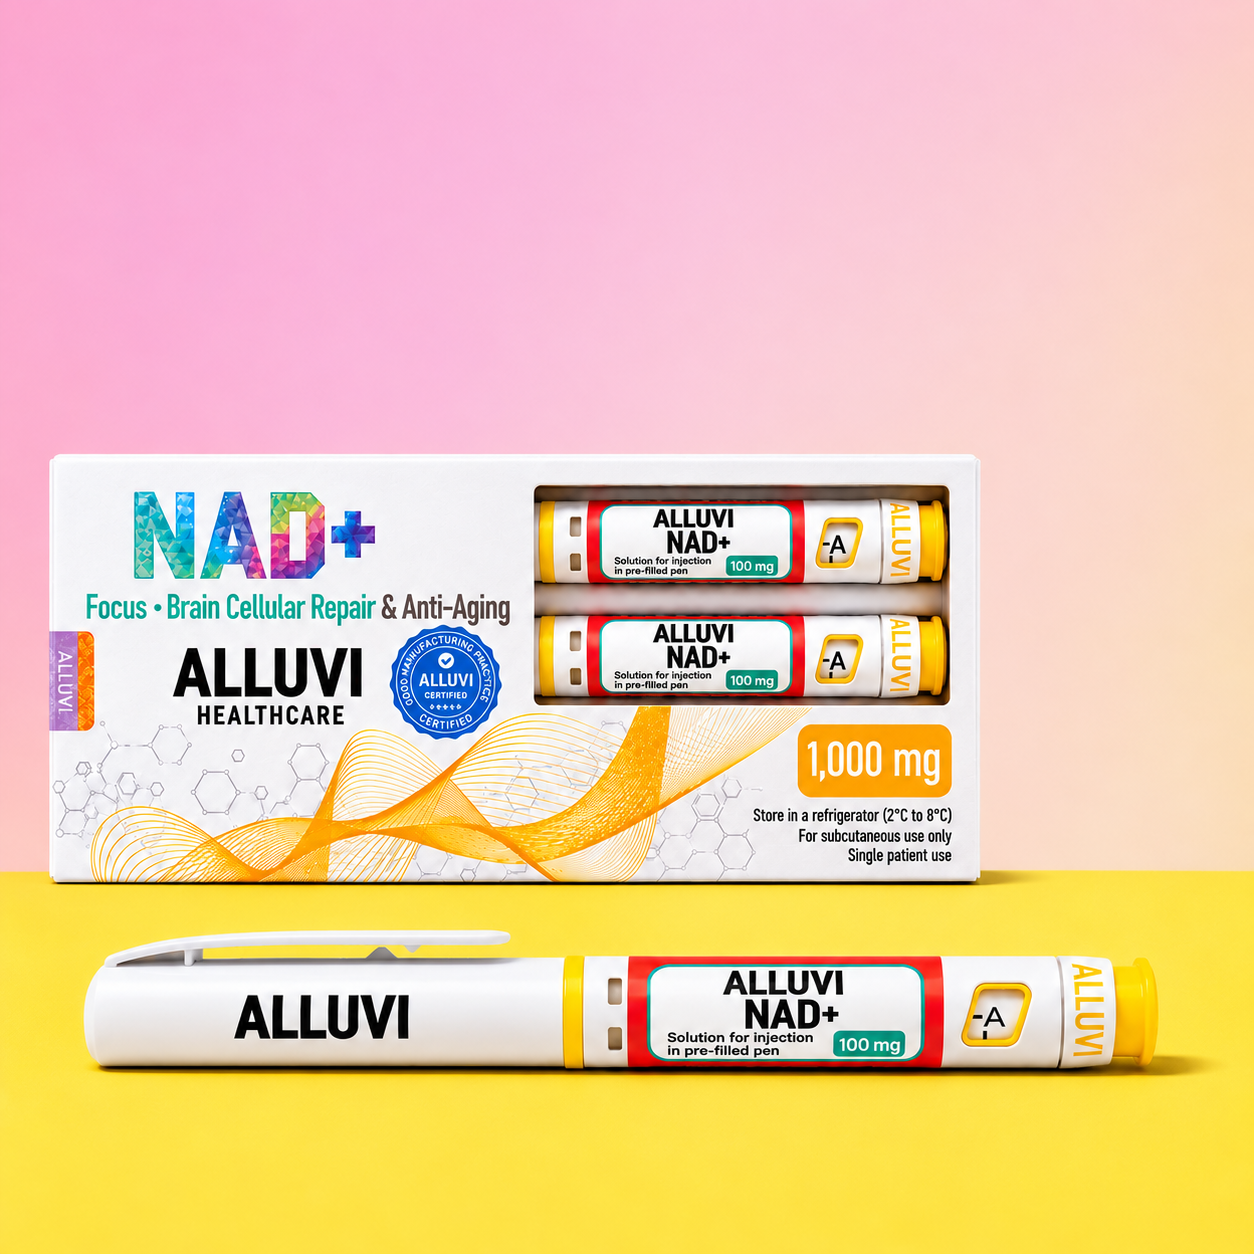 NAD+
Focus • Brain Cellular Repair & Anti-Aging
ALLUVI
HEALTHCARE
GOOD MANUFACTURING PRACTICE
ALLUVI
CERTIFIED
CERTIFIED
ALLUVI
ALLUVI
NAD+
Solution for injection
in pre-filled pen
100 mg
-A
ALLUVI
ALLUVI
NAD+
Solution for injection
in pre-filled pen
100 mg
-A
ALLUVI
1,000 mg
Store in a refrigerator (2°C to 8°C)
For subcutaneous use only
Single patient use
ALLUVI
ALLUVI
NAD+
Solution for injection
in pre-filled pen
100 mg
-A
ALLUVI